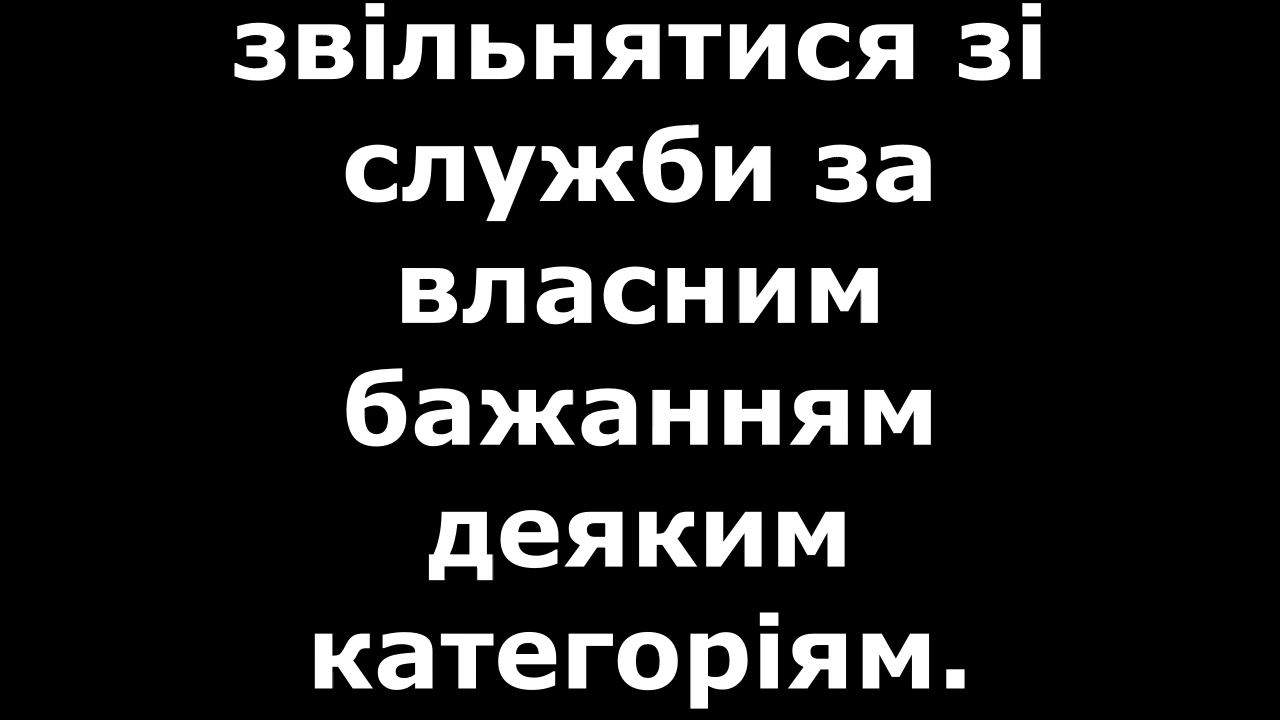 звільнятися зі
служби за
власним
бажанням
деяким
категоріям.